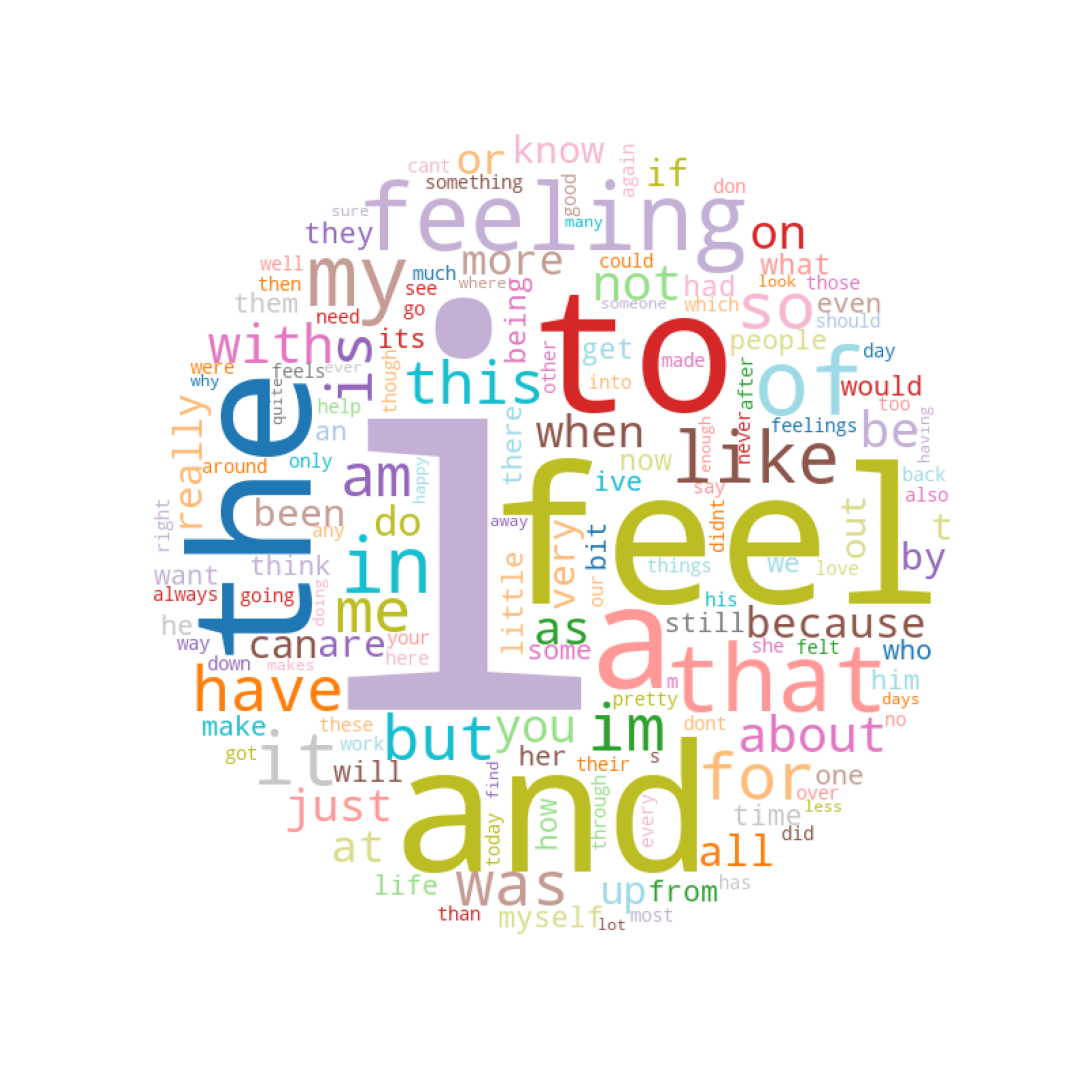 or know
cant
something
good
again
if
don
sure
feeling
many
they
on
well
my
more
could
what
then
much
where
not
had
look
those
them
see
someone
which
so
even
need
go
i
to
being
should
with
its
is
get
people
of
day
were
feels
ever
this
other
made
would
why
though
into
after
too
the
quite
help
when
like
feelings
be
really
an
there
now
enough
never
having
around
only
am
happy
ive
say
back
been
do
away
feel
also
right
any
very
bit
didnt
out
t
think
in
little
things
we
love
by
want
always
going
doing
me
our
his
he
can are
your
as
still
because
way
some
a
she
felt
who
down
makes
here
that
him
have
m
pretty
days
make
these
but
you
im
dont
about
no
got
work
it
will
her
their
s
for
one
just
find
and
over
today
how
through
every
time
less
at
all
did
life
was
up
from
has
than
myself
lot
most